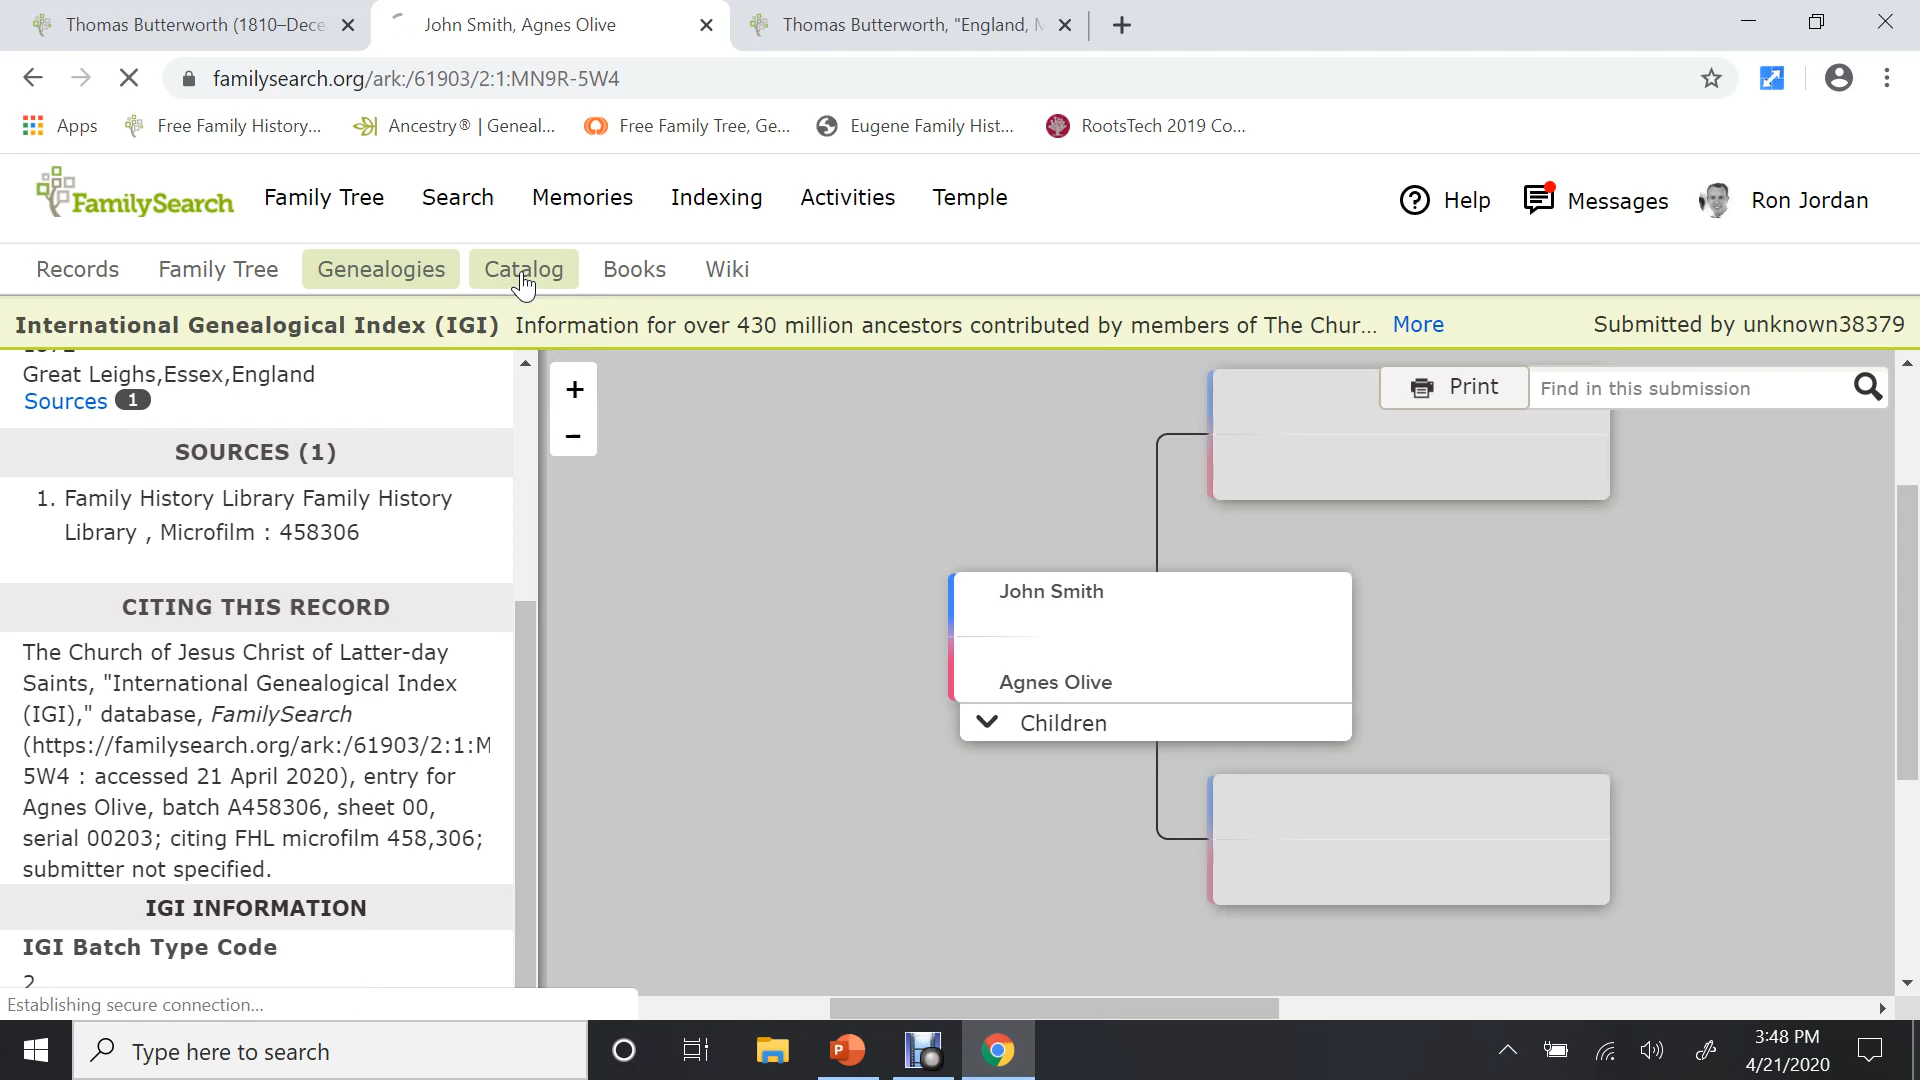 Thomas Butterworth (1810–Dece
John Smith, Agnes Olive
Thomas Butterworth, "England, M
familysearch.org/ark:/61903/2:1:MN9R-5W4
Apps
Free Family History...
Ancestry® | Geneal...
Free Family Tree, Ge...
Eugene Family Hist...
RootsTech 2019 Co...
FamilySearch
Family Tree
Search
Memories
Indexing
Activities
Temple
Help
Messages
Ron Jordan
Records
Family Tree
Genealogies
Catalog
Books
Wiki
International Genealogical Index (IGI) Information for over 430 million ancestors contributed by members of The Chur... More
Submitted by unknown38379
Great Leighs,Essex,England
Sources 1
SOURCES (1)
1. Family History Library Family History
Library , Microfilm : 458306
CITING THIS RECORD
The Church of Jesus Christ of Latter-day
Saints, "International Genealogical Index
(IGI)," database, FamilySearch
(https://familysearch.org/ark:/61903/2:1:M
5W4 : accessed 21 April 2020), entry for
Agnes Olive, batch A458306, sheet 00,
serial 00203; citing FHL microfilm 458,306;
submitter not specified.
IGI INFORMATION
IGI Batch Type Code
2
Establishing secure connection...
+
−
Print
Find in this submission
John Smith
Agnes Olive
Children
Type here to search
3:48 PM
4/21/2020